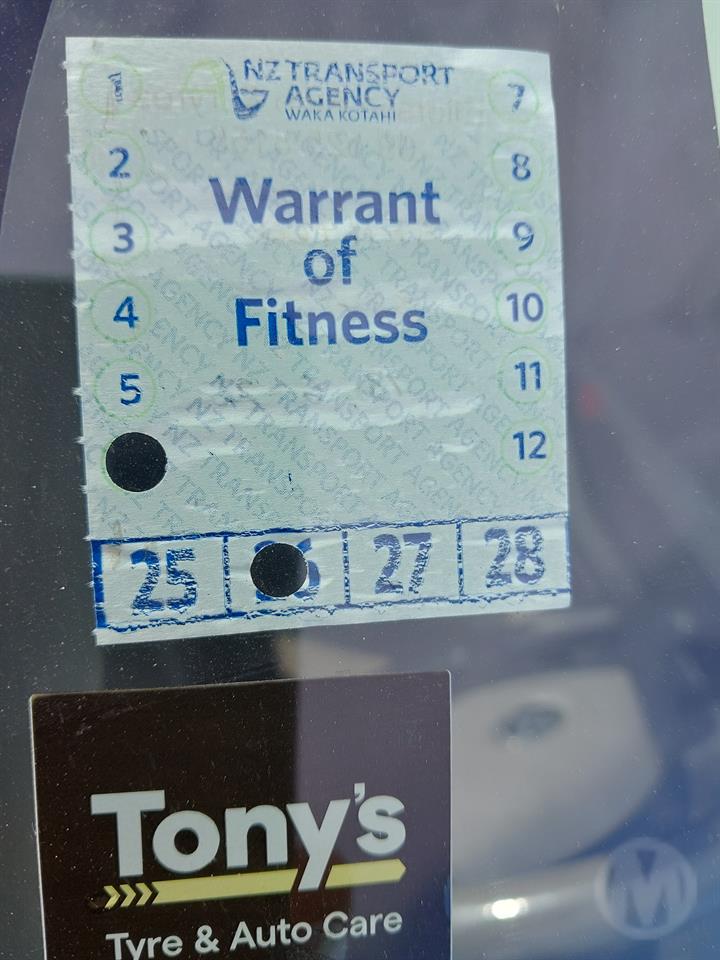 NZ TRANSPORT
AGENCY
WAKA KOTAHI
Warrant
of
Fitness
1
2
3
4
5
7
8
9
10
11
12
25 26 27 28
Tony's
Tyre & Auto Care
M